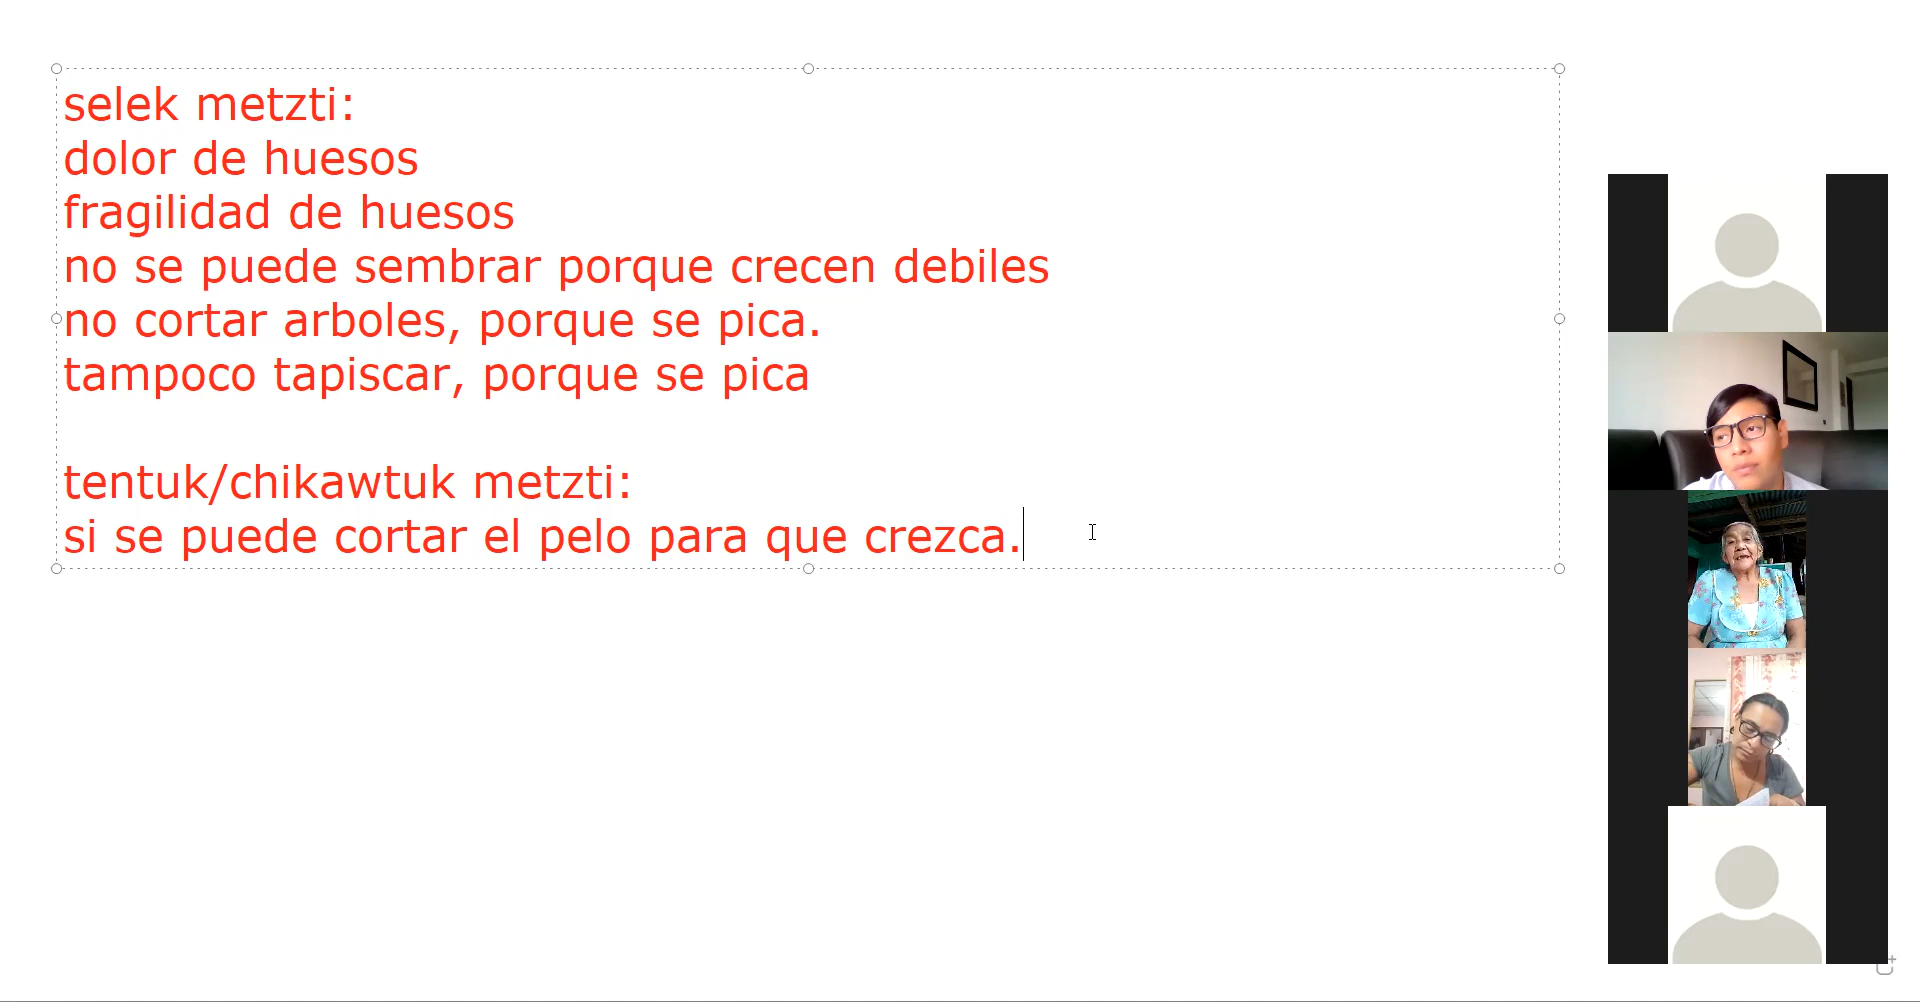 selek metzti:
dolor de huesos
fragilidad de huesos
no se puede sembrar porque crecen debiles
no cortar arboles, porque se pica.
tampoco tapiscar, porque se pica
tentuk/chikawtuk metzti:
si se puede cortar el pelo para que crezca.